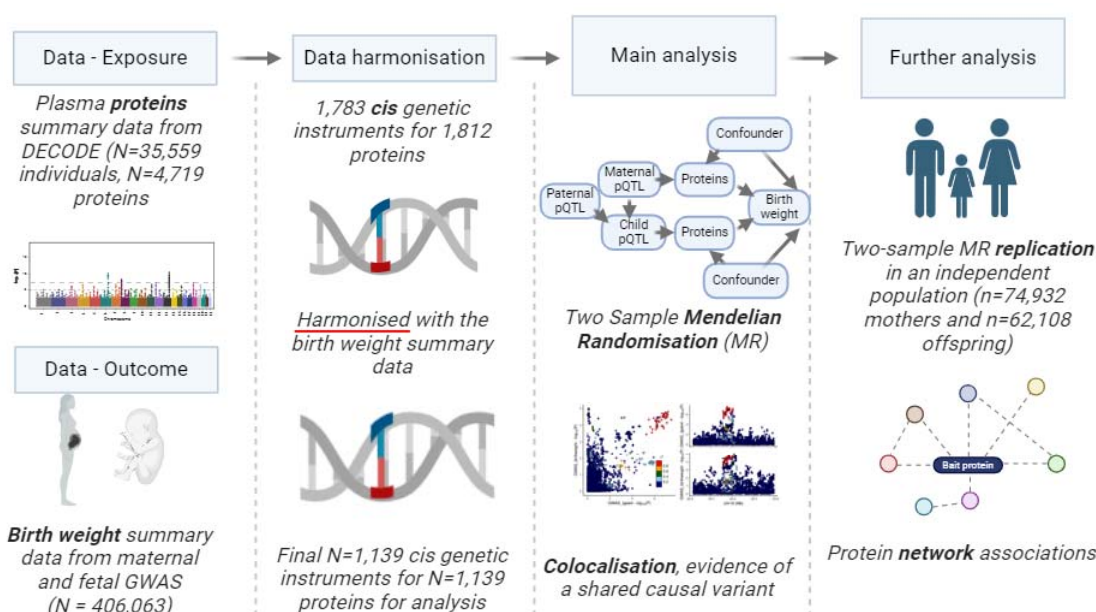 Data - Exposure
Plasma proteins
summary data from
DECODE (N=35,559
individuals, N=4,719
proteins
Chromosome
Data - Outcome
Birth weight summary
data from maternal
and fetal GWAS
(N = 406,063)
Data harmonisation
1,783 cis genetic
instruments for 1,812
proteins
Harmonised with the
birth weight summary
data
Final N=1,139 cis genetic
instruments for N=1,139
proteins for analysis
Main analysis
Confounder
Maternal
pQTL
Proteins
Paternal
pQTL
Birth
weight
Child
pQTL
Proteins
Confounder
Two Sample Mendelian
Randomisation (MR)
Colocalisation, evidence of
a shared causal variant
Further analysis
Two-sample MR replication
in an independent
population (n=74,932
mothers and n=62,108
offspring)
Bait protein
Protein network associations